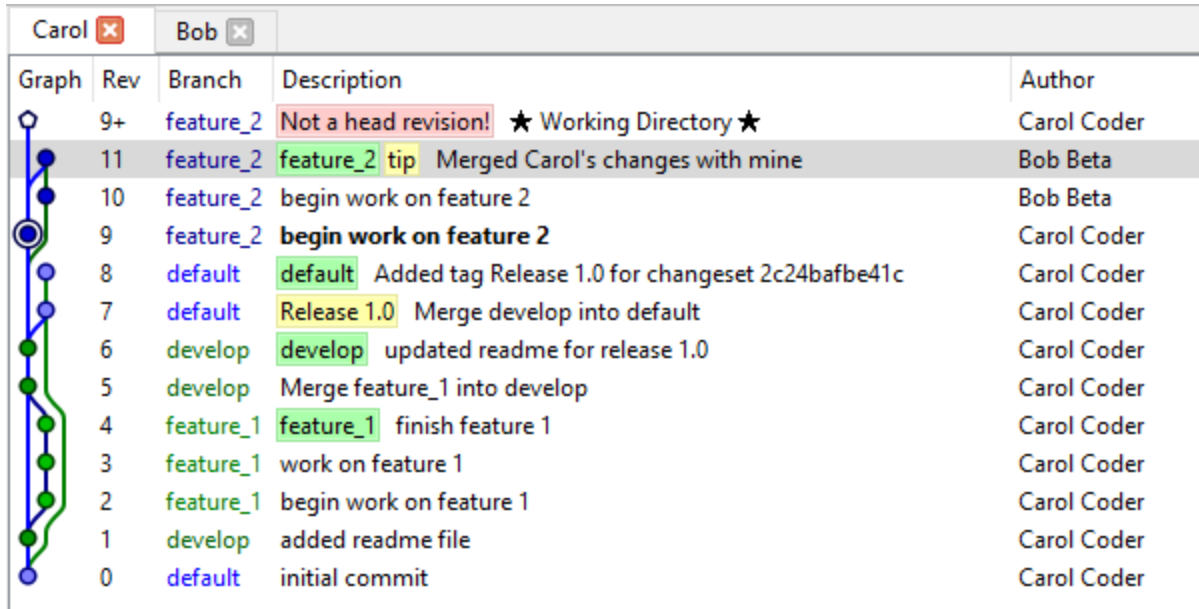 Carol Bob
Graph Rev Branch Description Author
9+ feature_2 Not a head revision! ★ Working Directory ★ Carol Coder
11 feature_2 feature_2 tip Merged Carol's changes with mine Bob Beta
10 feature_2 begin work on feature 2 Bob Beta
9 feature_2 begin work on feature 2 Carol Coder
8 default default Added tag Release 1.0 for changeset 2c24bafbe41c Carol Coder
7 default Release 1.0 Merge develop into default Carol Coder
6 develop develop updated readme for release 1.0 Carol Coder
5 develop Merge feature_1 into develop Carol Coder
4 feature_1 feature_1 finish feature 1 Carol Coder
3 feature_1 work on feature 1 Carol Coder
2 feature_1 begin work on feature 1 Carol Coder
1 develop added readme file Carol Coder
0 default initial commit Carol Coder